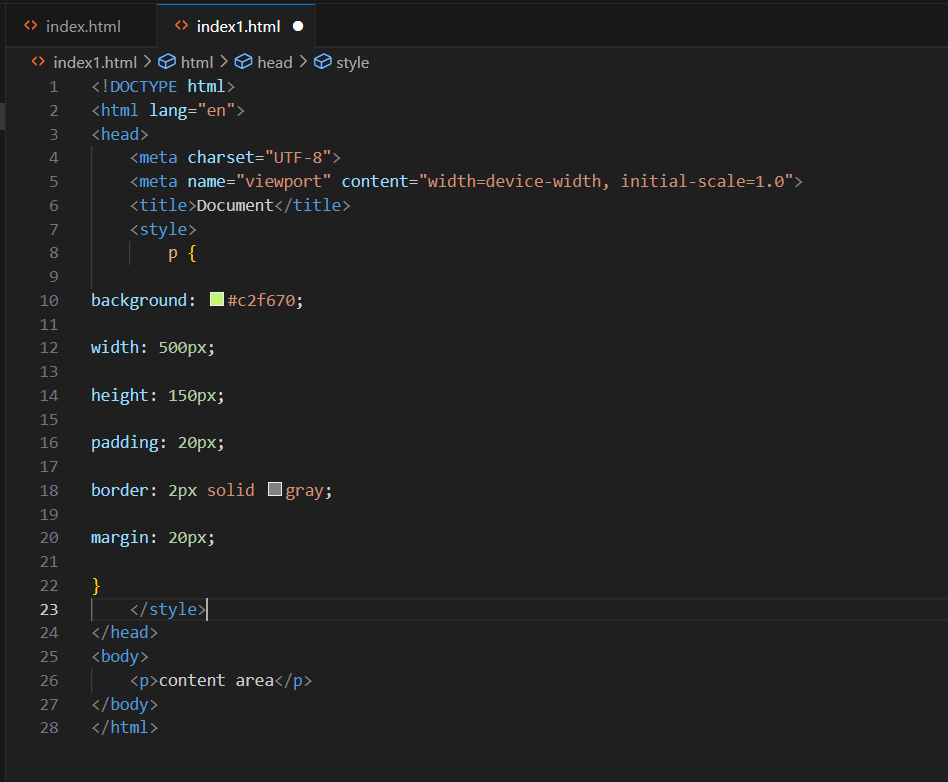 index.html index1.html
index1.html > html > head > style
1 <!DOCTYPE html>
2 <html lang="en">
3 <head>
4 <meta charset="UTF-8">
5 <meta name="viewport" content="width=device-width, initial-scale=1.0">
6 <title>Document</title>
7 <style>
8 p {
9
10 background: #c2f670;
11
12 width: 500px;
13
14 height: 150px;
15
16 padding: 20px;
17
18 border: 2px solid gray;
19
20 margin: 20px;
21
22 }
23 </style>
24 </head>
25 <body>
26 <p>content area</p>
27 </body>
28 </html>